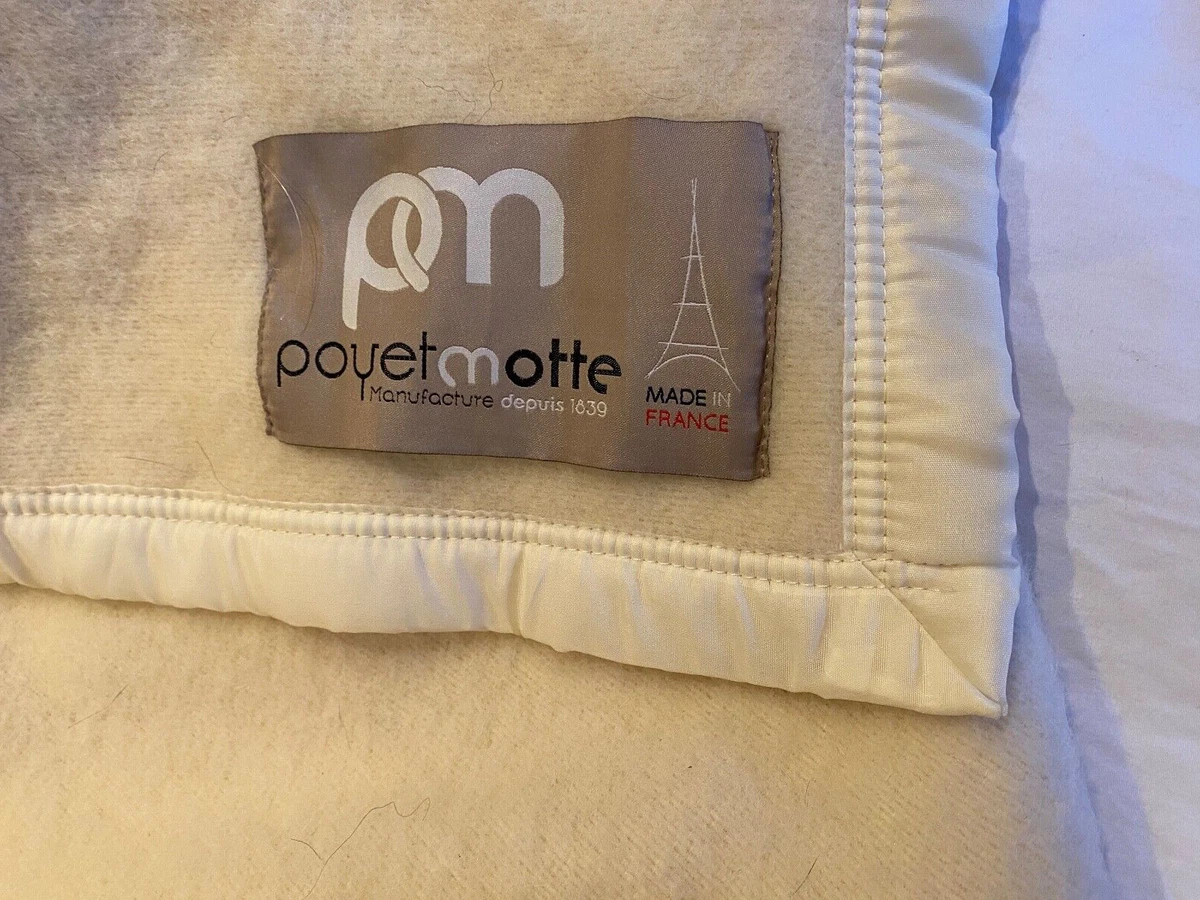 pm
poyetmotte
Manufacture depuis 1839
MADE IN
FRANCE